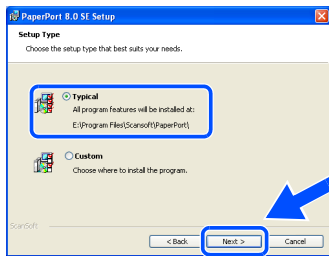 PaperPort 8.0 SE Setup
Setup Type
Choose the setup type that best suits your needs.
Typical
All program features will be installed at:
E:\Program Files\Scansoft\PaperPort\
Custom
Choose where to install the program.
ScanSoft
< Back Next > Cancel